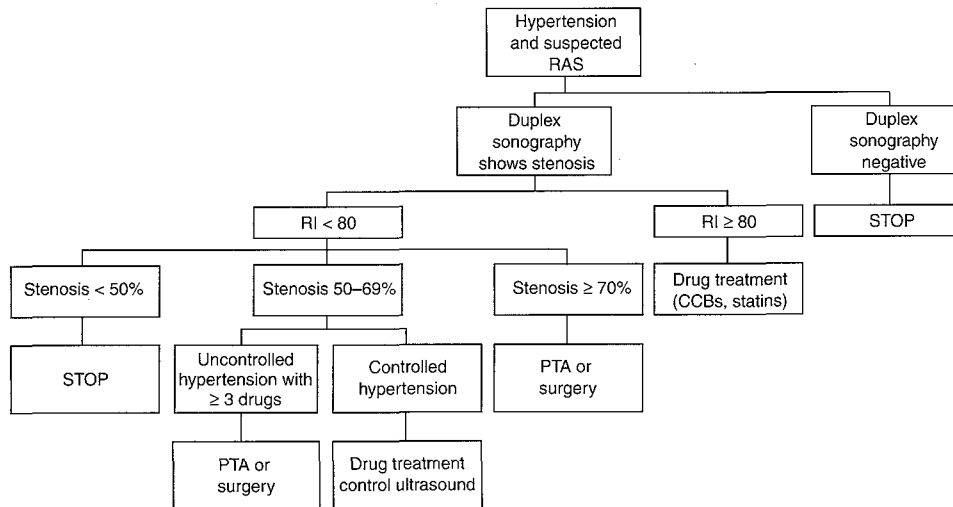 Hypertension
and suspected
RAS
Duplex
sonography
shows stenosis
Duplex
sonography
negative
RI < 80
RI ≥ 80
STOP
Stenosis < 50%
Stenosis 50–69%
Stenosis ≥ 70%
Drug treatment
(CCBs, statins)
STOP
Uncontrolled
hypertension with
≥ 3 drugs
Controlled
hypertension
PTA or
surgery
PTA or
surgery
Drug treatment
control ultrasound